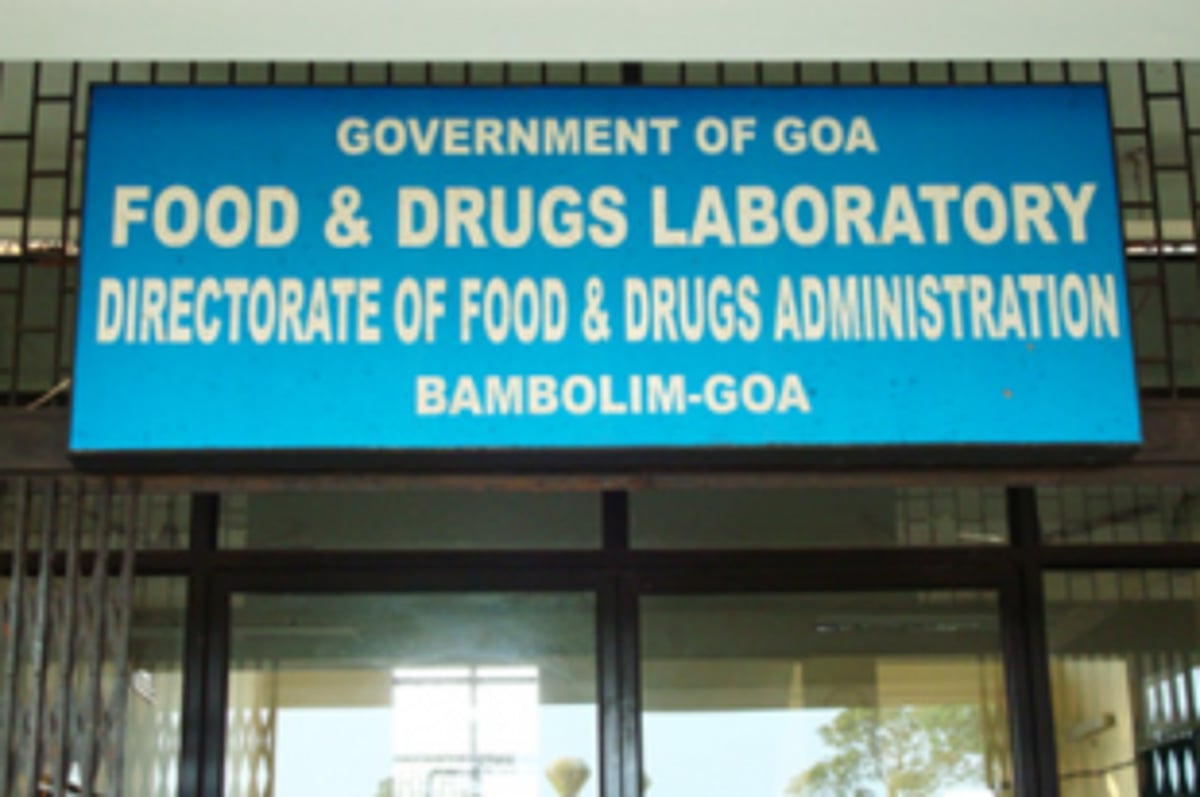 GOVERNMENT OF GOA
FOOD & DRUGS LABORATORY
DIRECTORATE OF FOOD & DRUGS ADMINISTRATION
BAMBOLIM-GOA